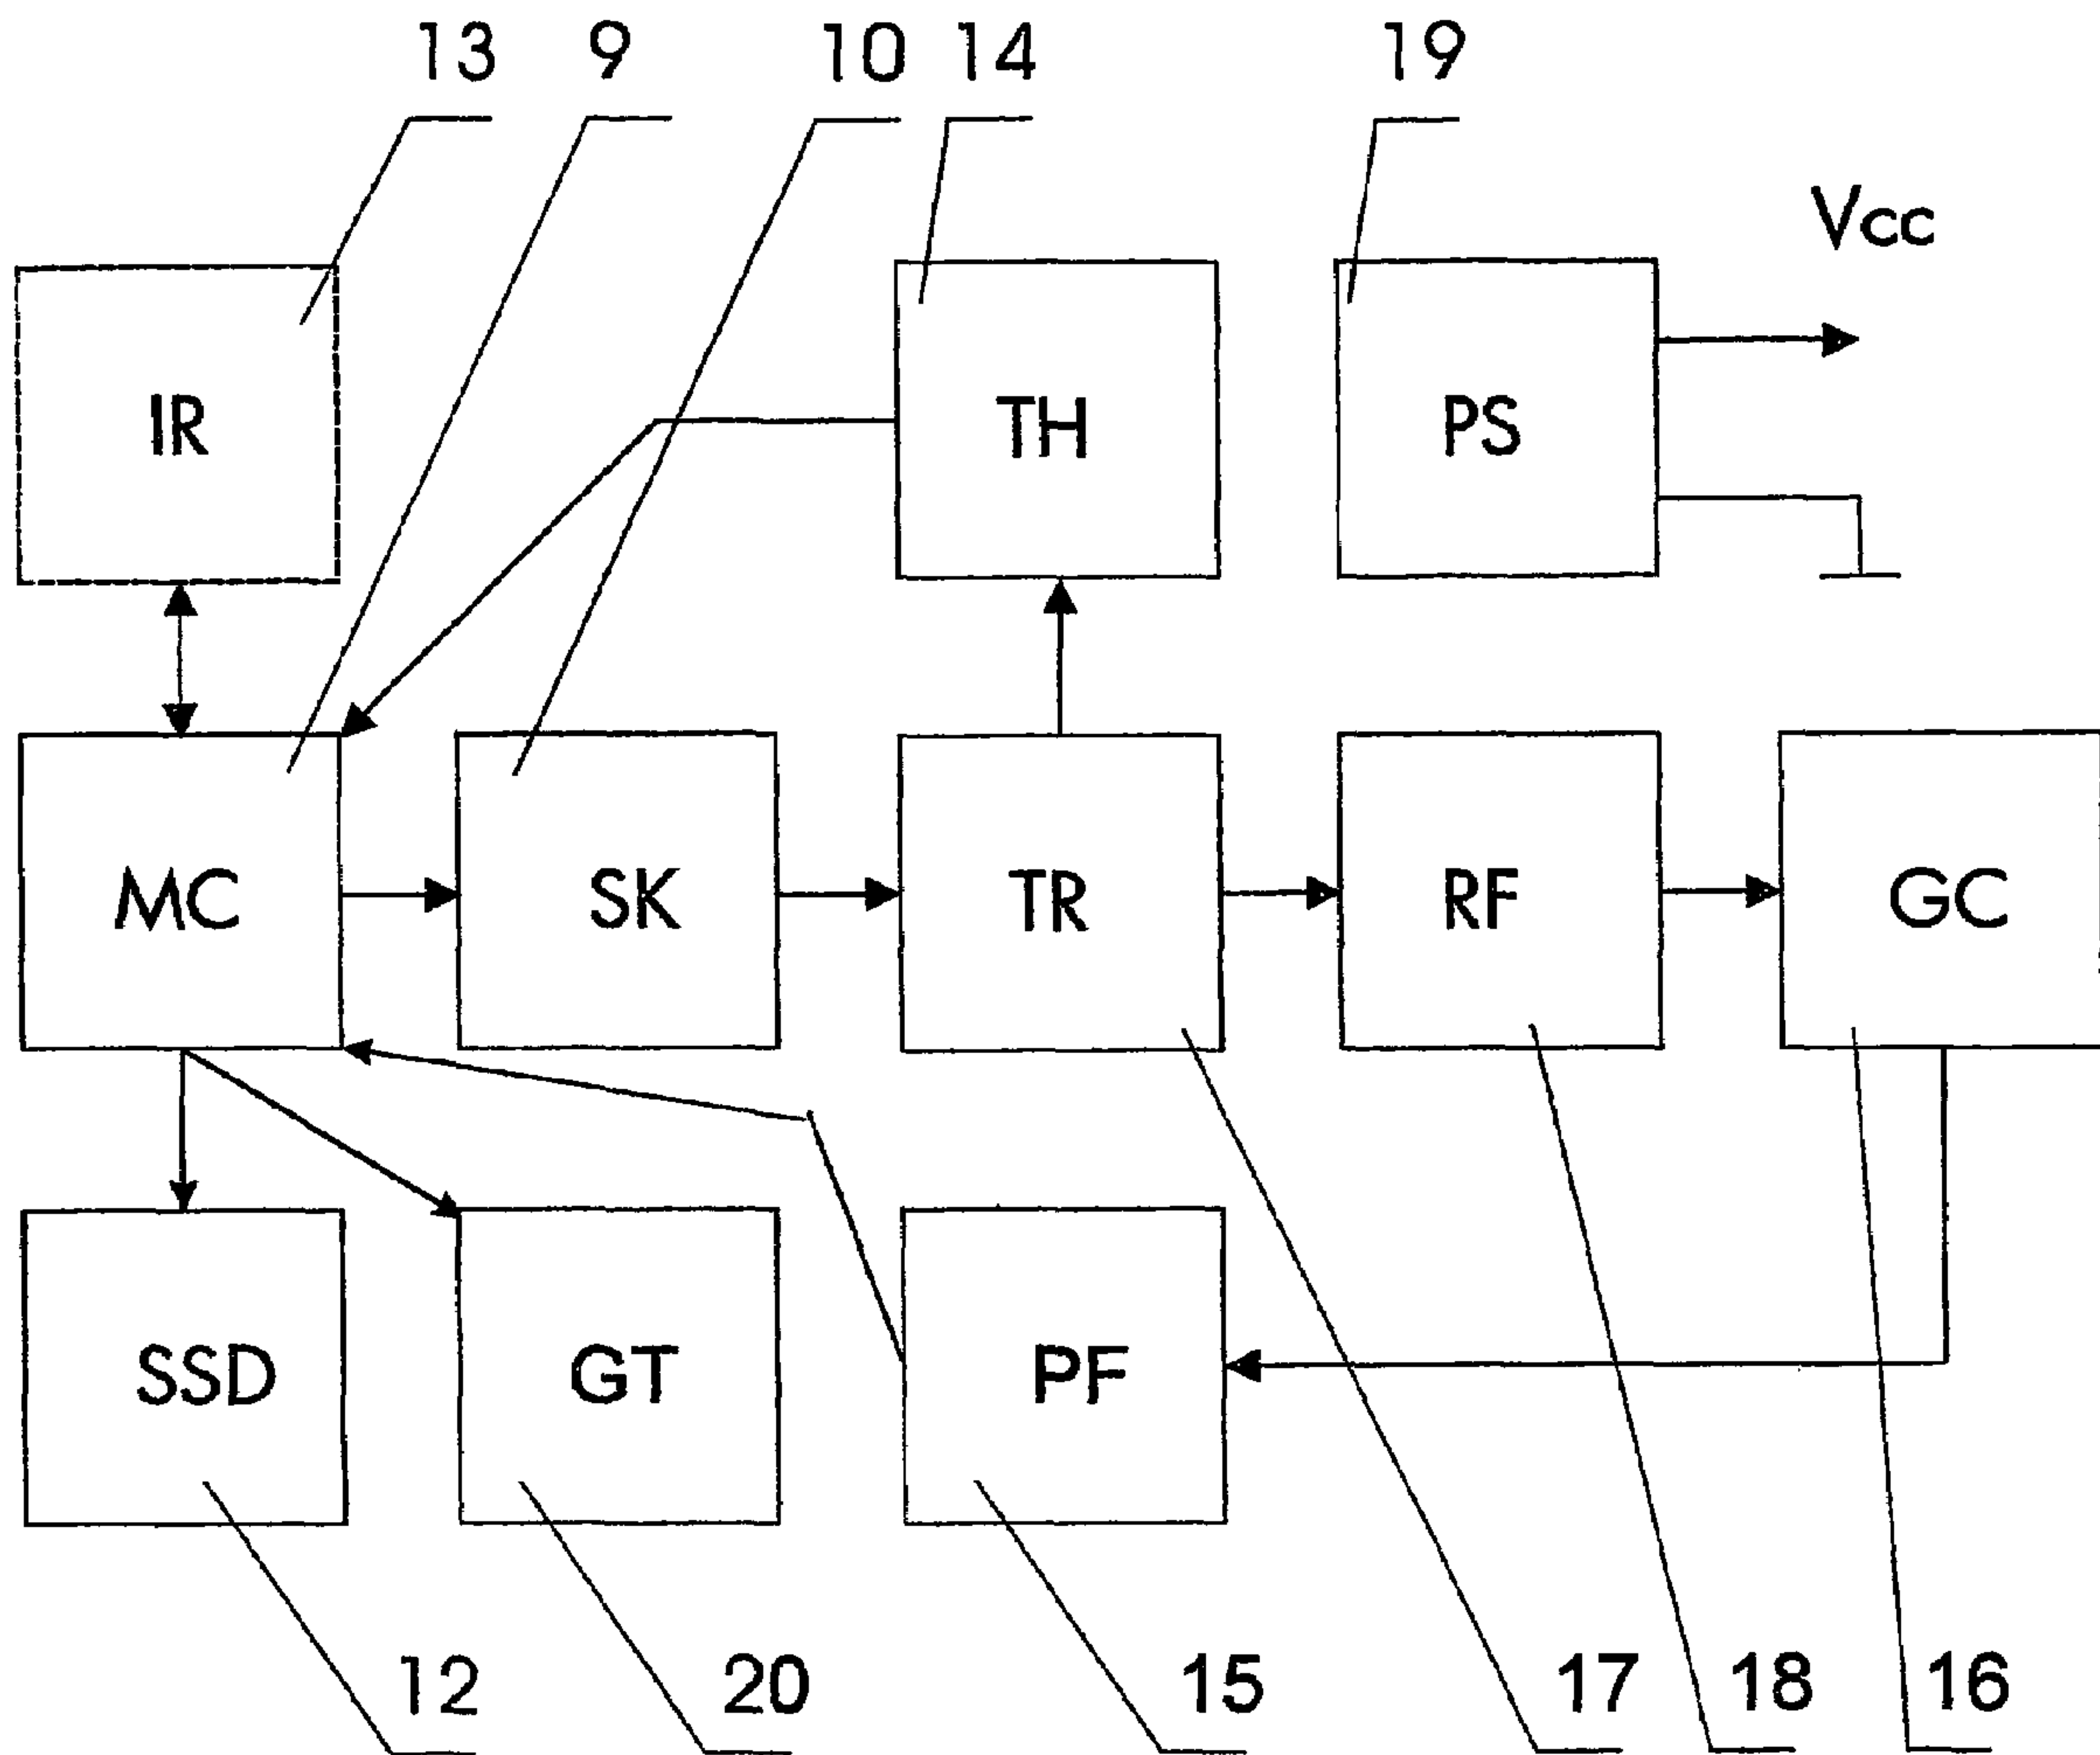 13 9 10 14 19
Vcc
IR TH PS
MC SK TR RF GC
SSD GT PF
12 20 15 17 18 16